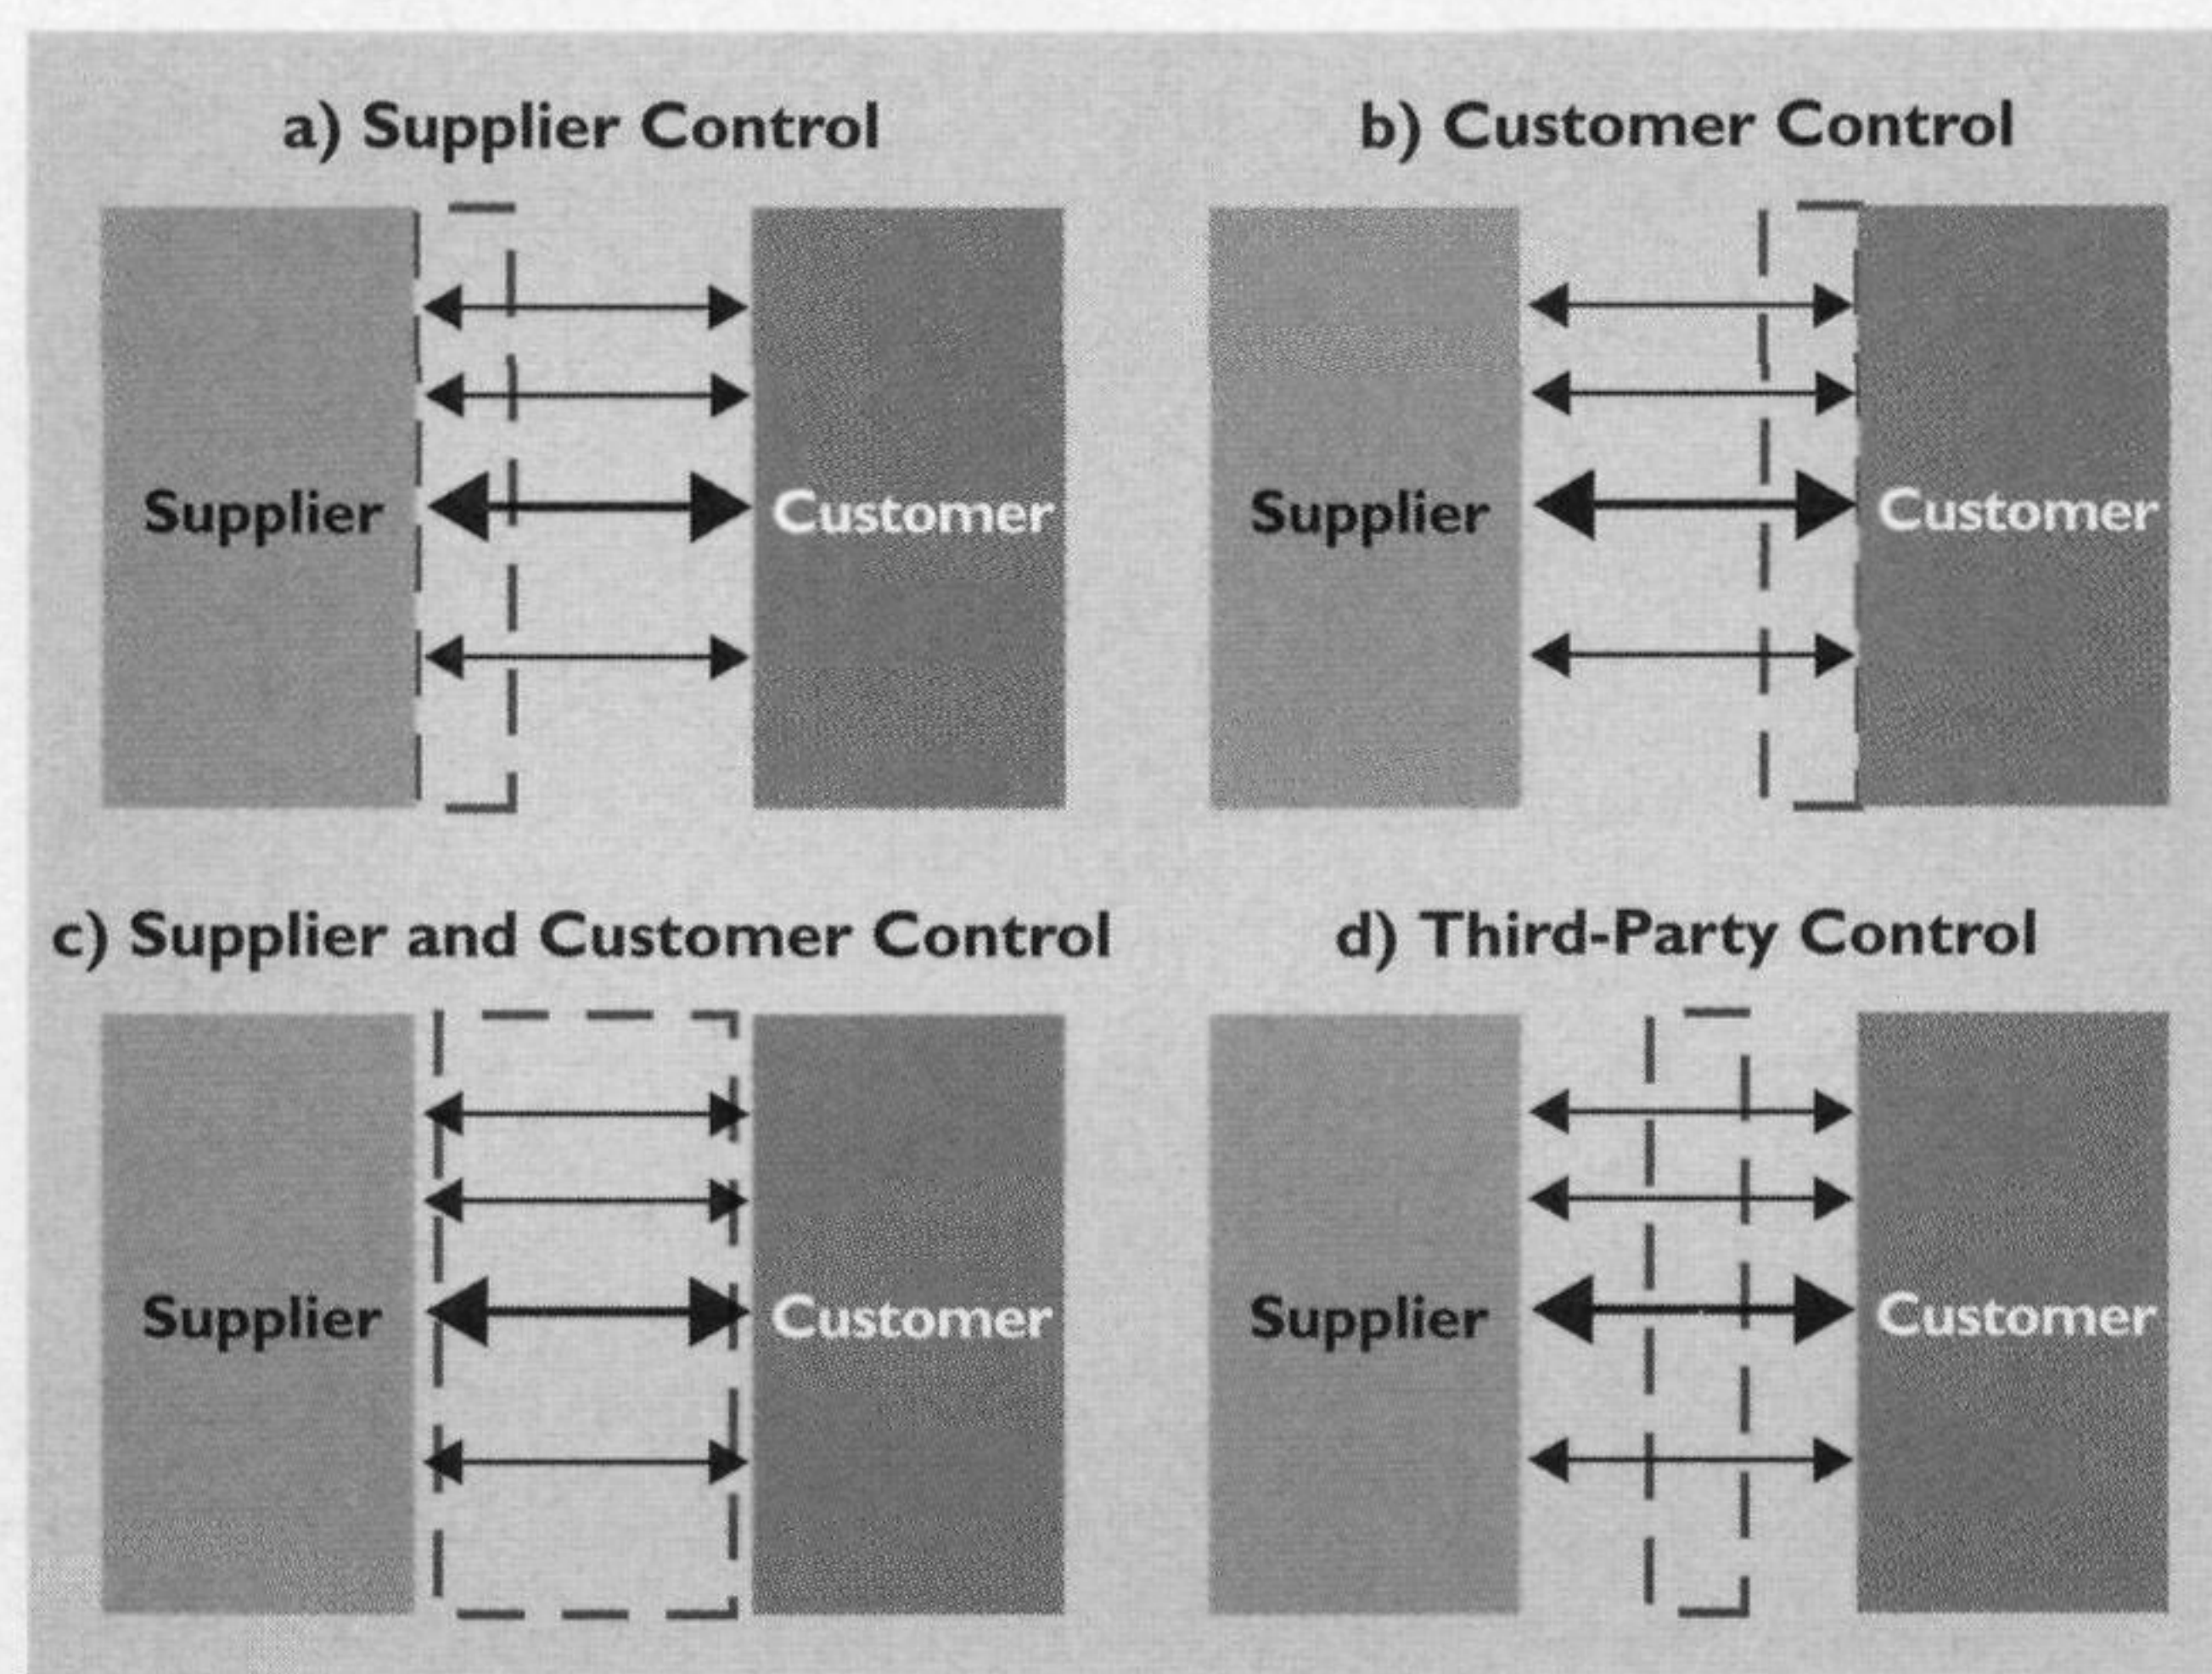 a) Supplier Control
b) Customer Control
Supplier
Customer
Supplier
Customer
c) Supplier and Customer Control
d) Third-Party Control
Supplier
Customer
Supplier
Customer